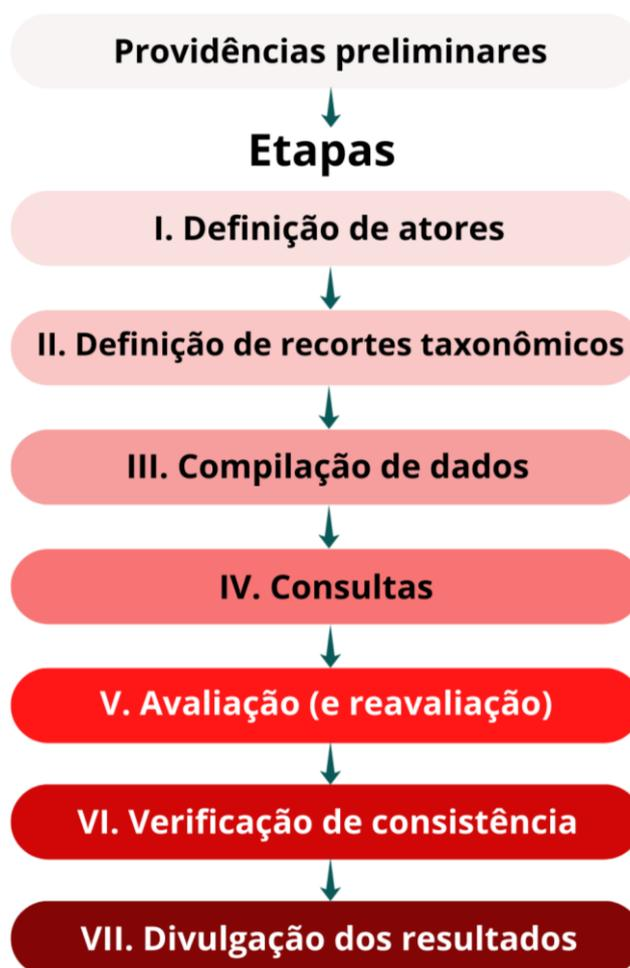 Providências preliminares
Etapas
I. Definição de atores
II. Definição de recortes taxonômicos
III. Compilação de dados
IV. Consultas
V. Avaliação (e reavaliação)
VI. Verificação de consistência
VII. Divulgação dos resultados